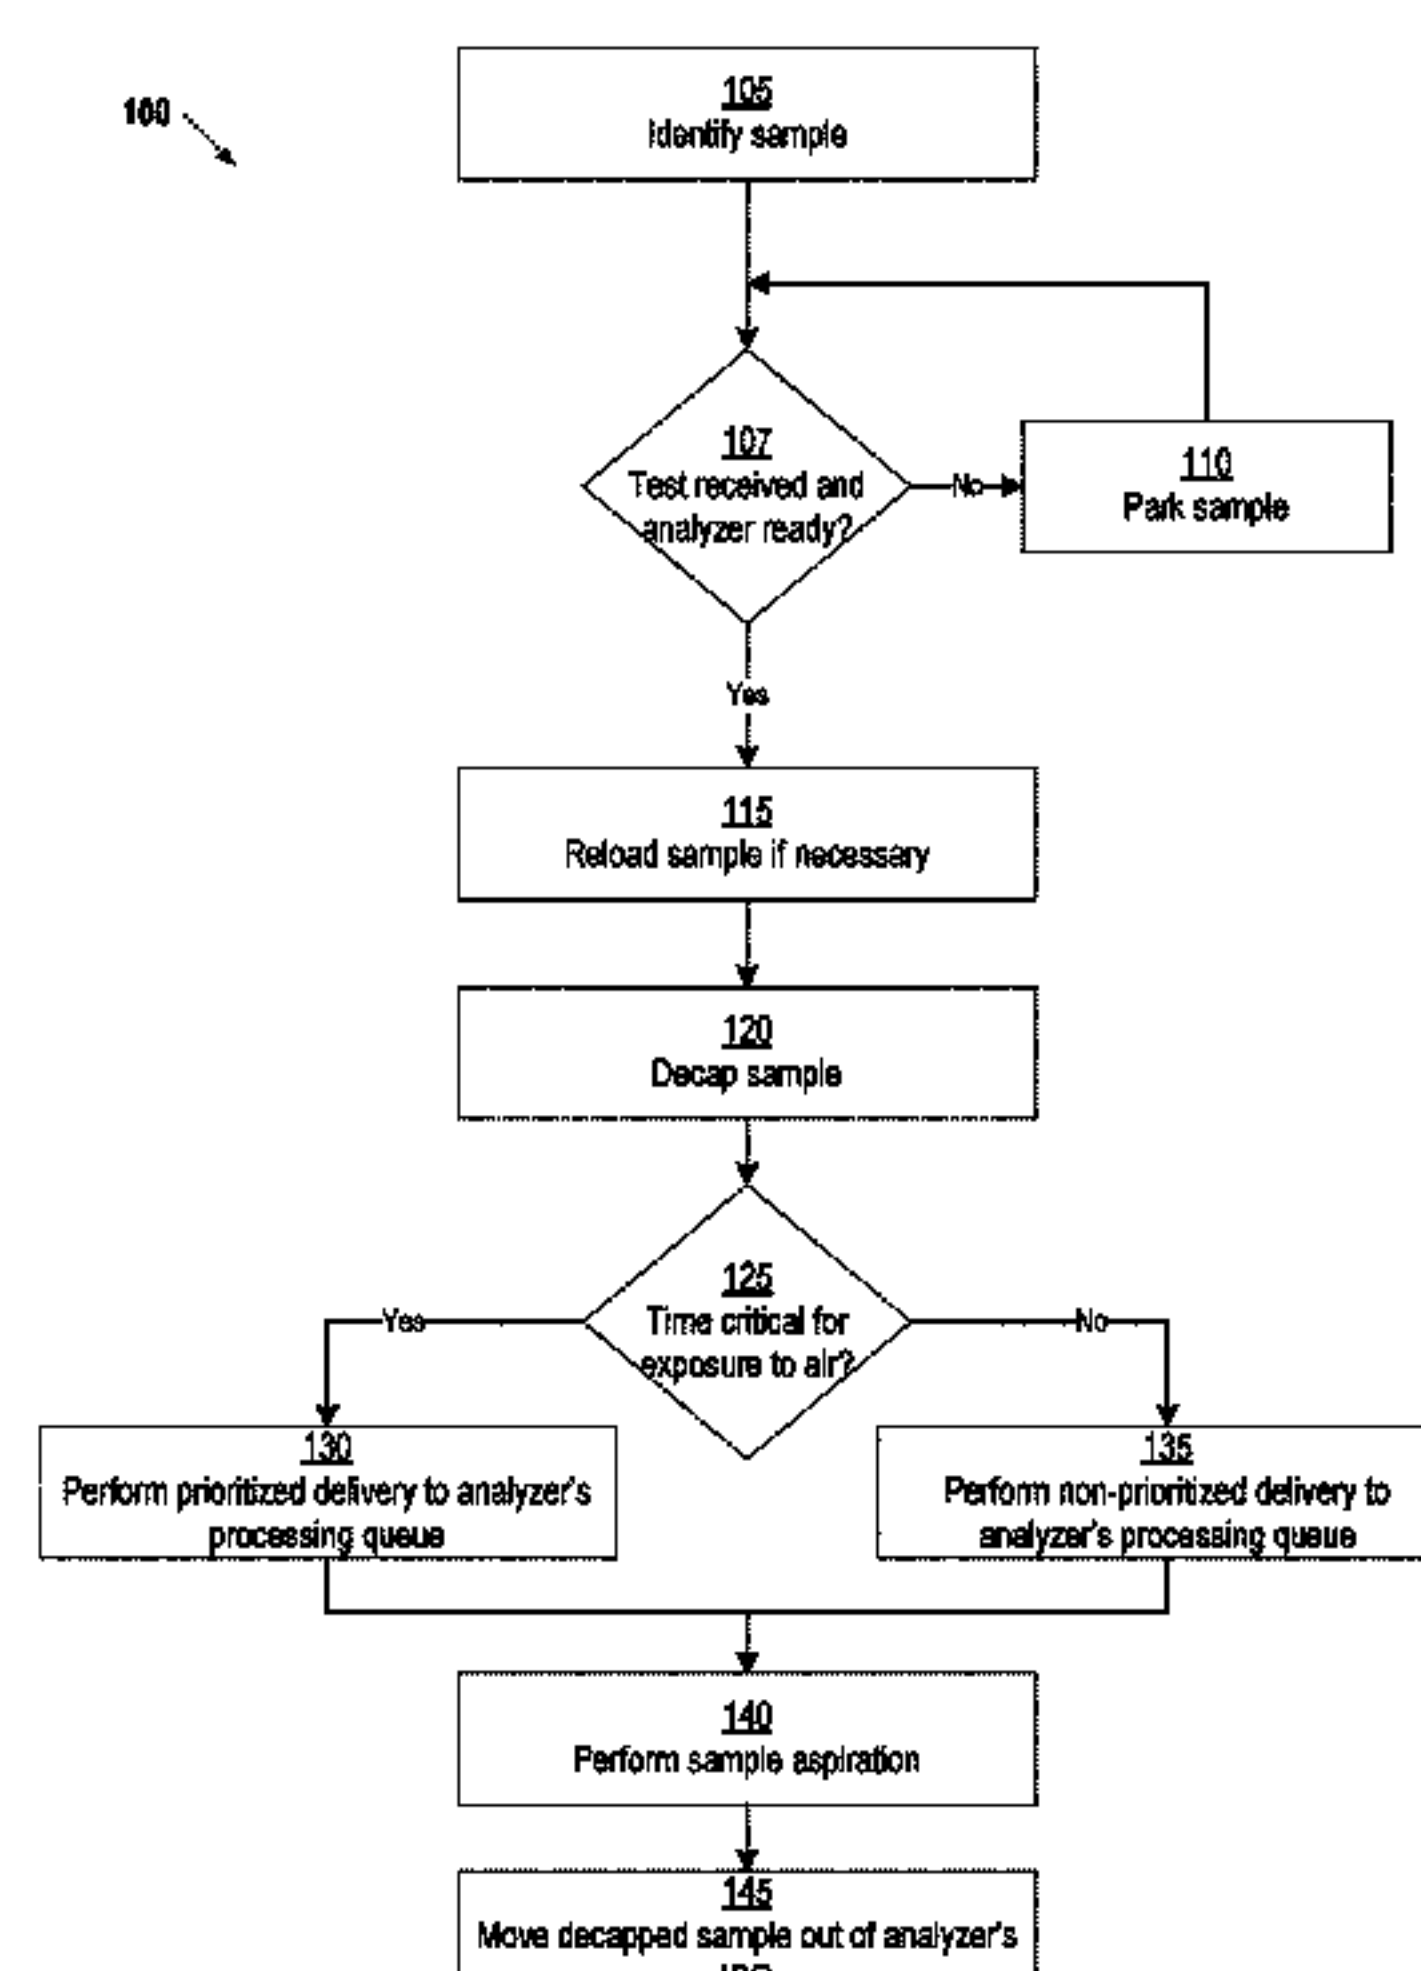 100
105
Identify sample
107
Test received and
analyzer ready?
No
110
Park sample
Yes
115
Reload sample if necessary
120
Decap sample
125
Time critical for
exposure to air?
Yes
No
130
Perform prioritized delivery to analyzer's
processing queue
135
Perform non-prioritized delivery to
analyzer's processing queue
140
Perform sample aspiration
145
Move decapped sample out of analyzer's